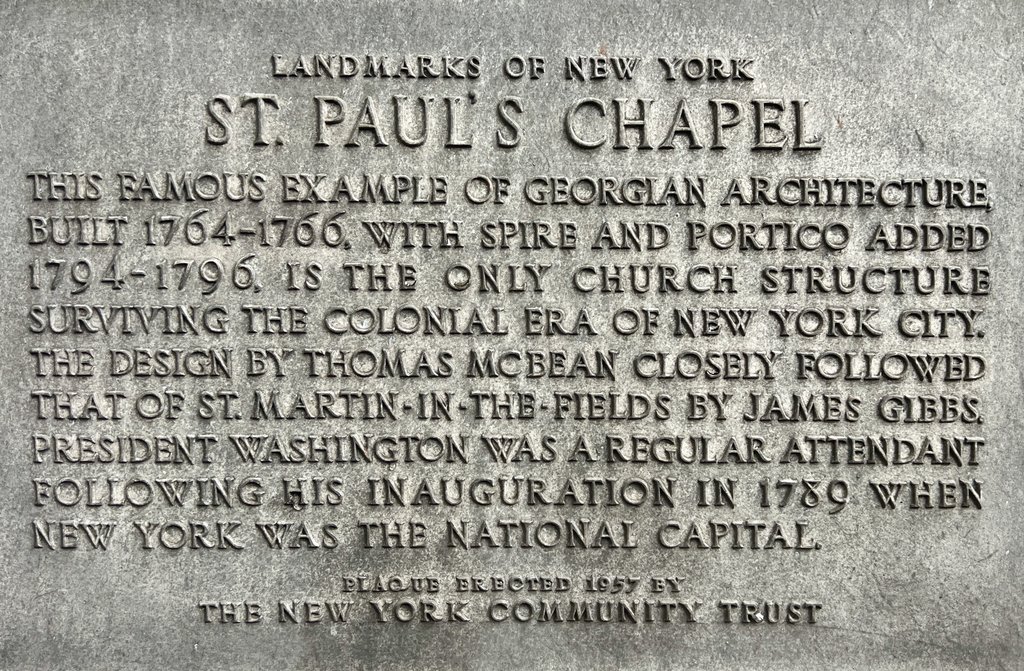 LANDMARKS OF NEW YORK
ST. PAUL'S CHAPEL
THIS FAMOUS EXAMPLE OF GEORGIAN ARCHITECTURE,
BUILT 1764-1766, WITH SPIRE AND PORTICO ADDED
1794-1796, IS THE ONLY CHURCH STRUCTURE
SURVIVING THE COLONIAL ERA OF NEW YORK CITY.
THE DESIGN BY THOMAS MCBEAN CLOSELY FOLLOWED
THAT OF ST. MARTIN-IN-THE-FIELDS BY JAMES GIBBS.
PRESIDENT WASHINGTON WAS A REGULAR ATTENDANT
FOLLOWING HIS INAUGURATION IN 1789 WHEN
NEW YORK WAS THE NATIONAL CAPITAL.
PLAQUE ERECTED 1957 BY
THE NEW YORK COMMUNITY TRUST